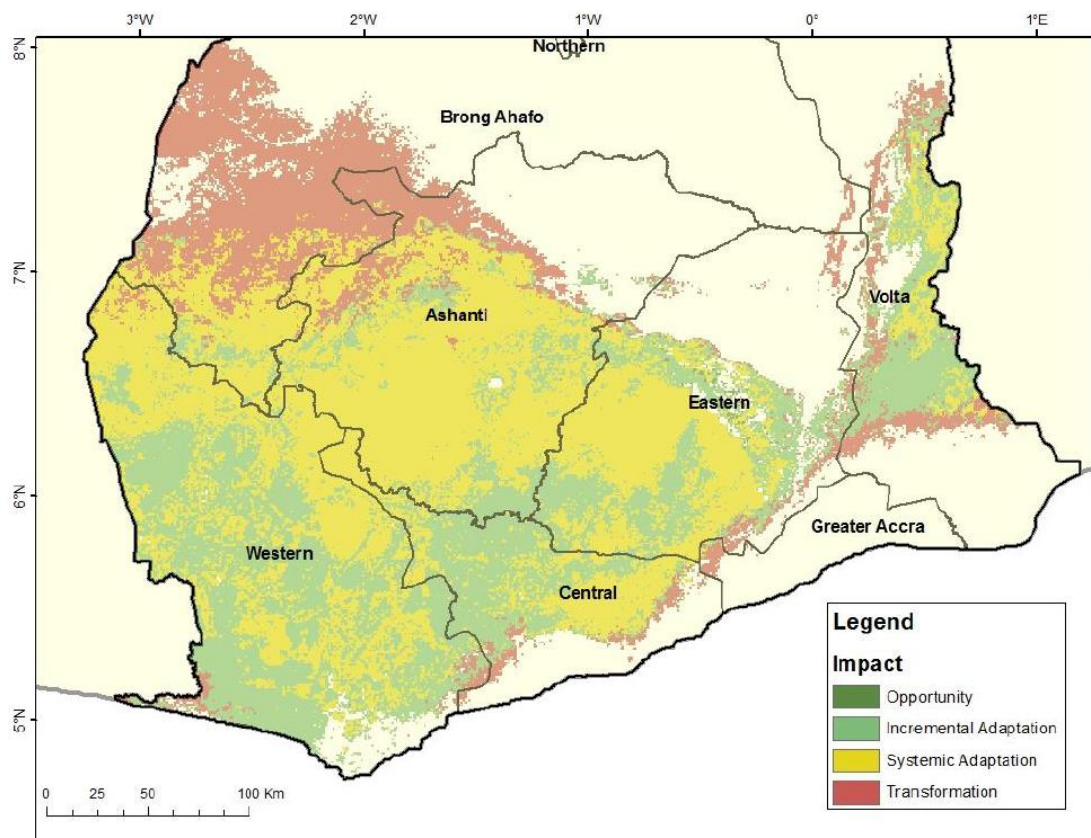 3°W 2°W 1°W 0° 1°E
8°N
Northern
Brong Ahafo
7°N
Ashanti
Volta
Eastern
6°N
Greater Accra
Western
Central
Legend
Impact
Opportunity
Incremental Adaptation
Systemic Adaptation
Transformation
5°N
0 25 50 100 Km